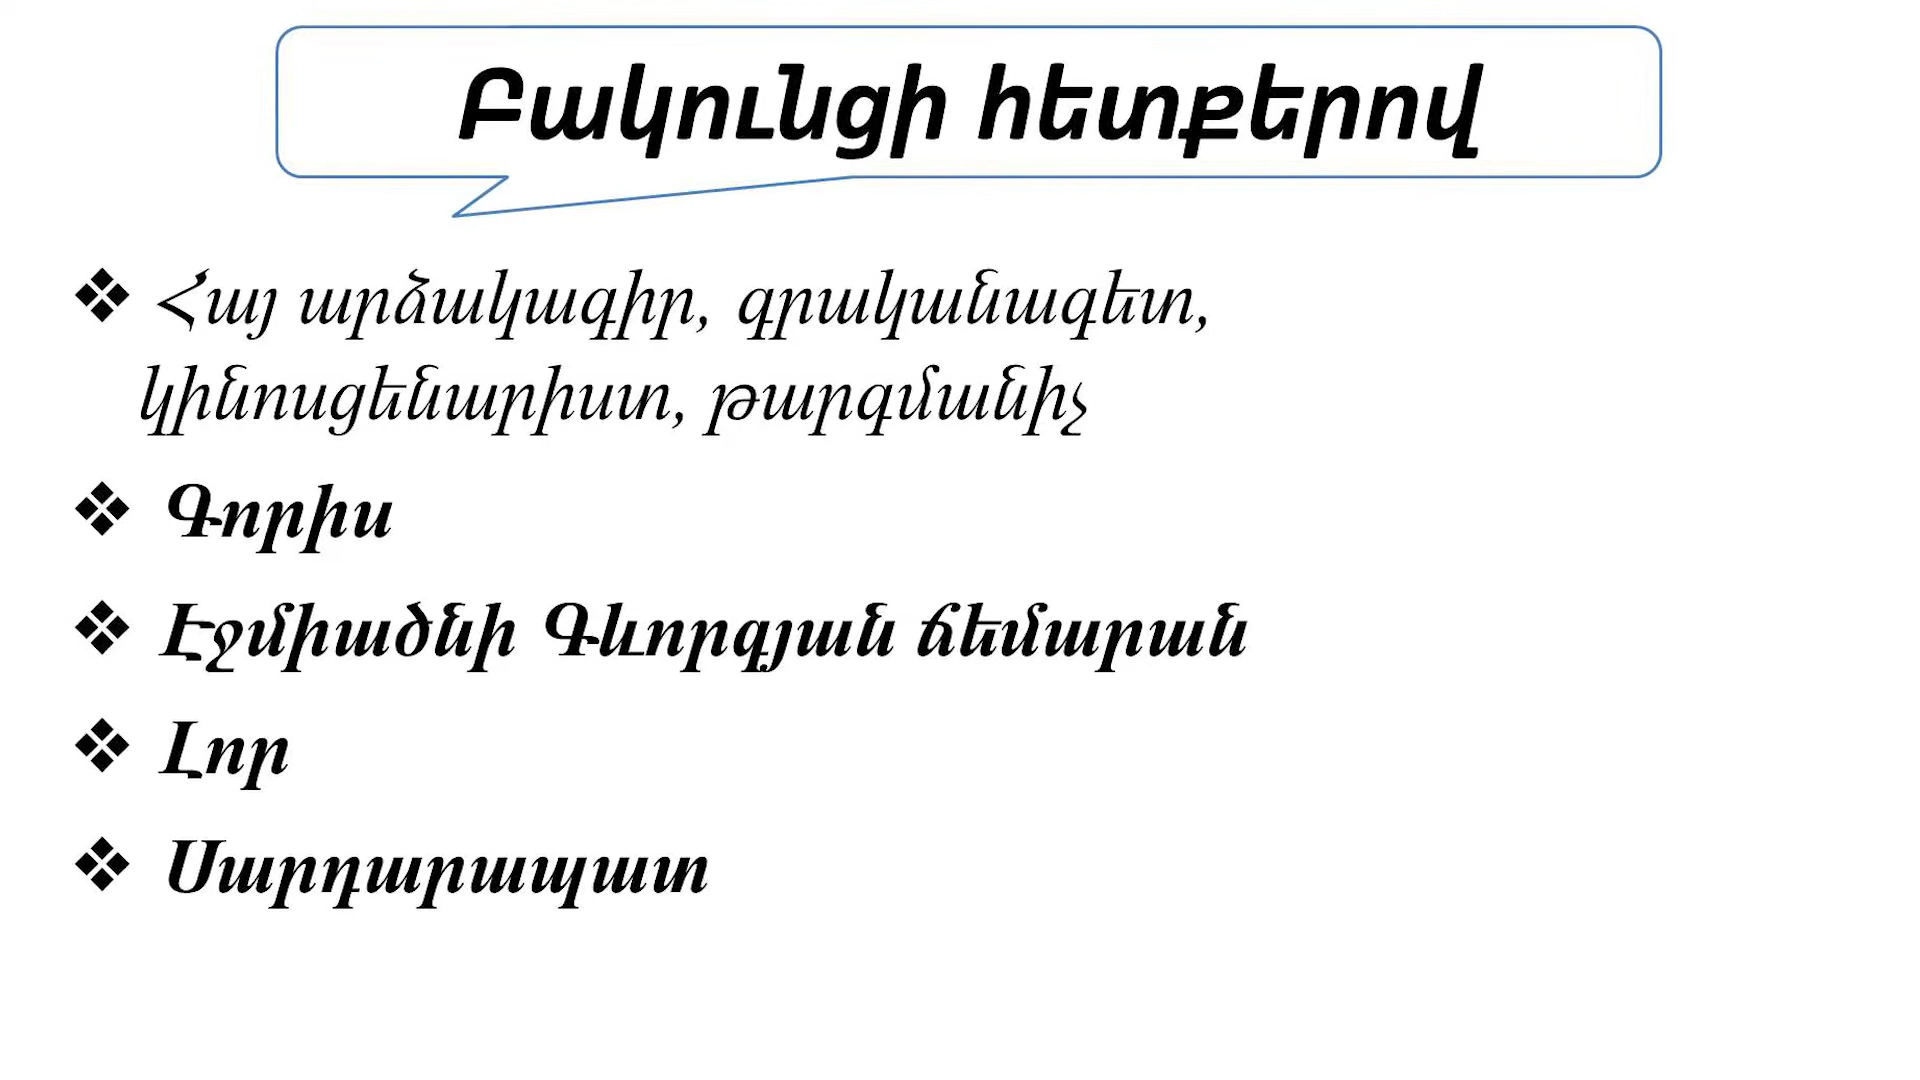 Բակունցի հետքերով
❖ Հայ արձակագիր, գրականագետ,
կինոսցենարիստ, թարգմանիչ
❖ Գորիս
❖ Էջմիածնի Գևորգյան ճեմարան
❖ Լոր
❖ Սարդարապատ